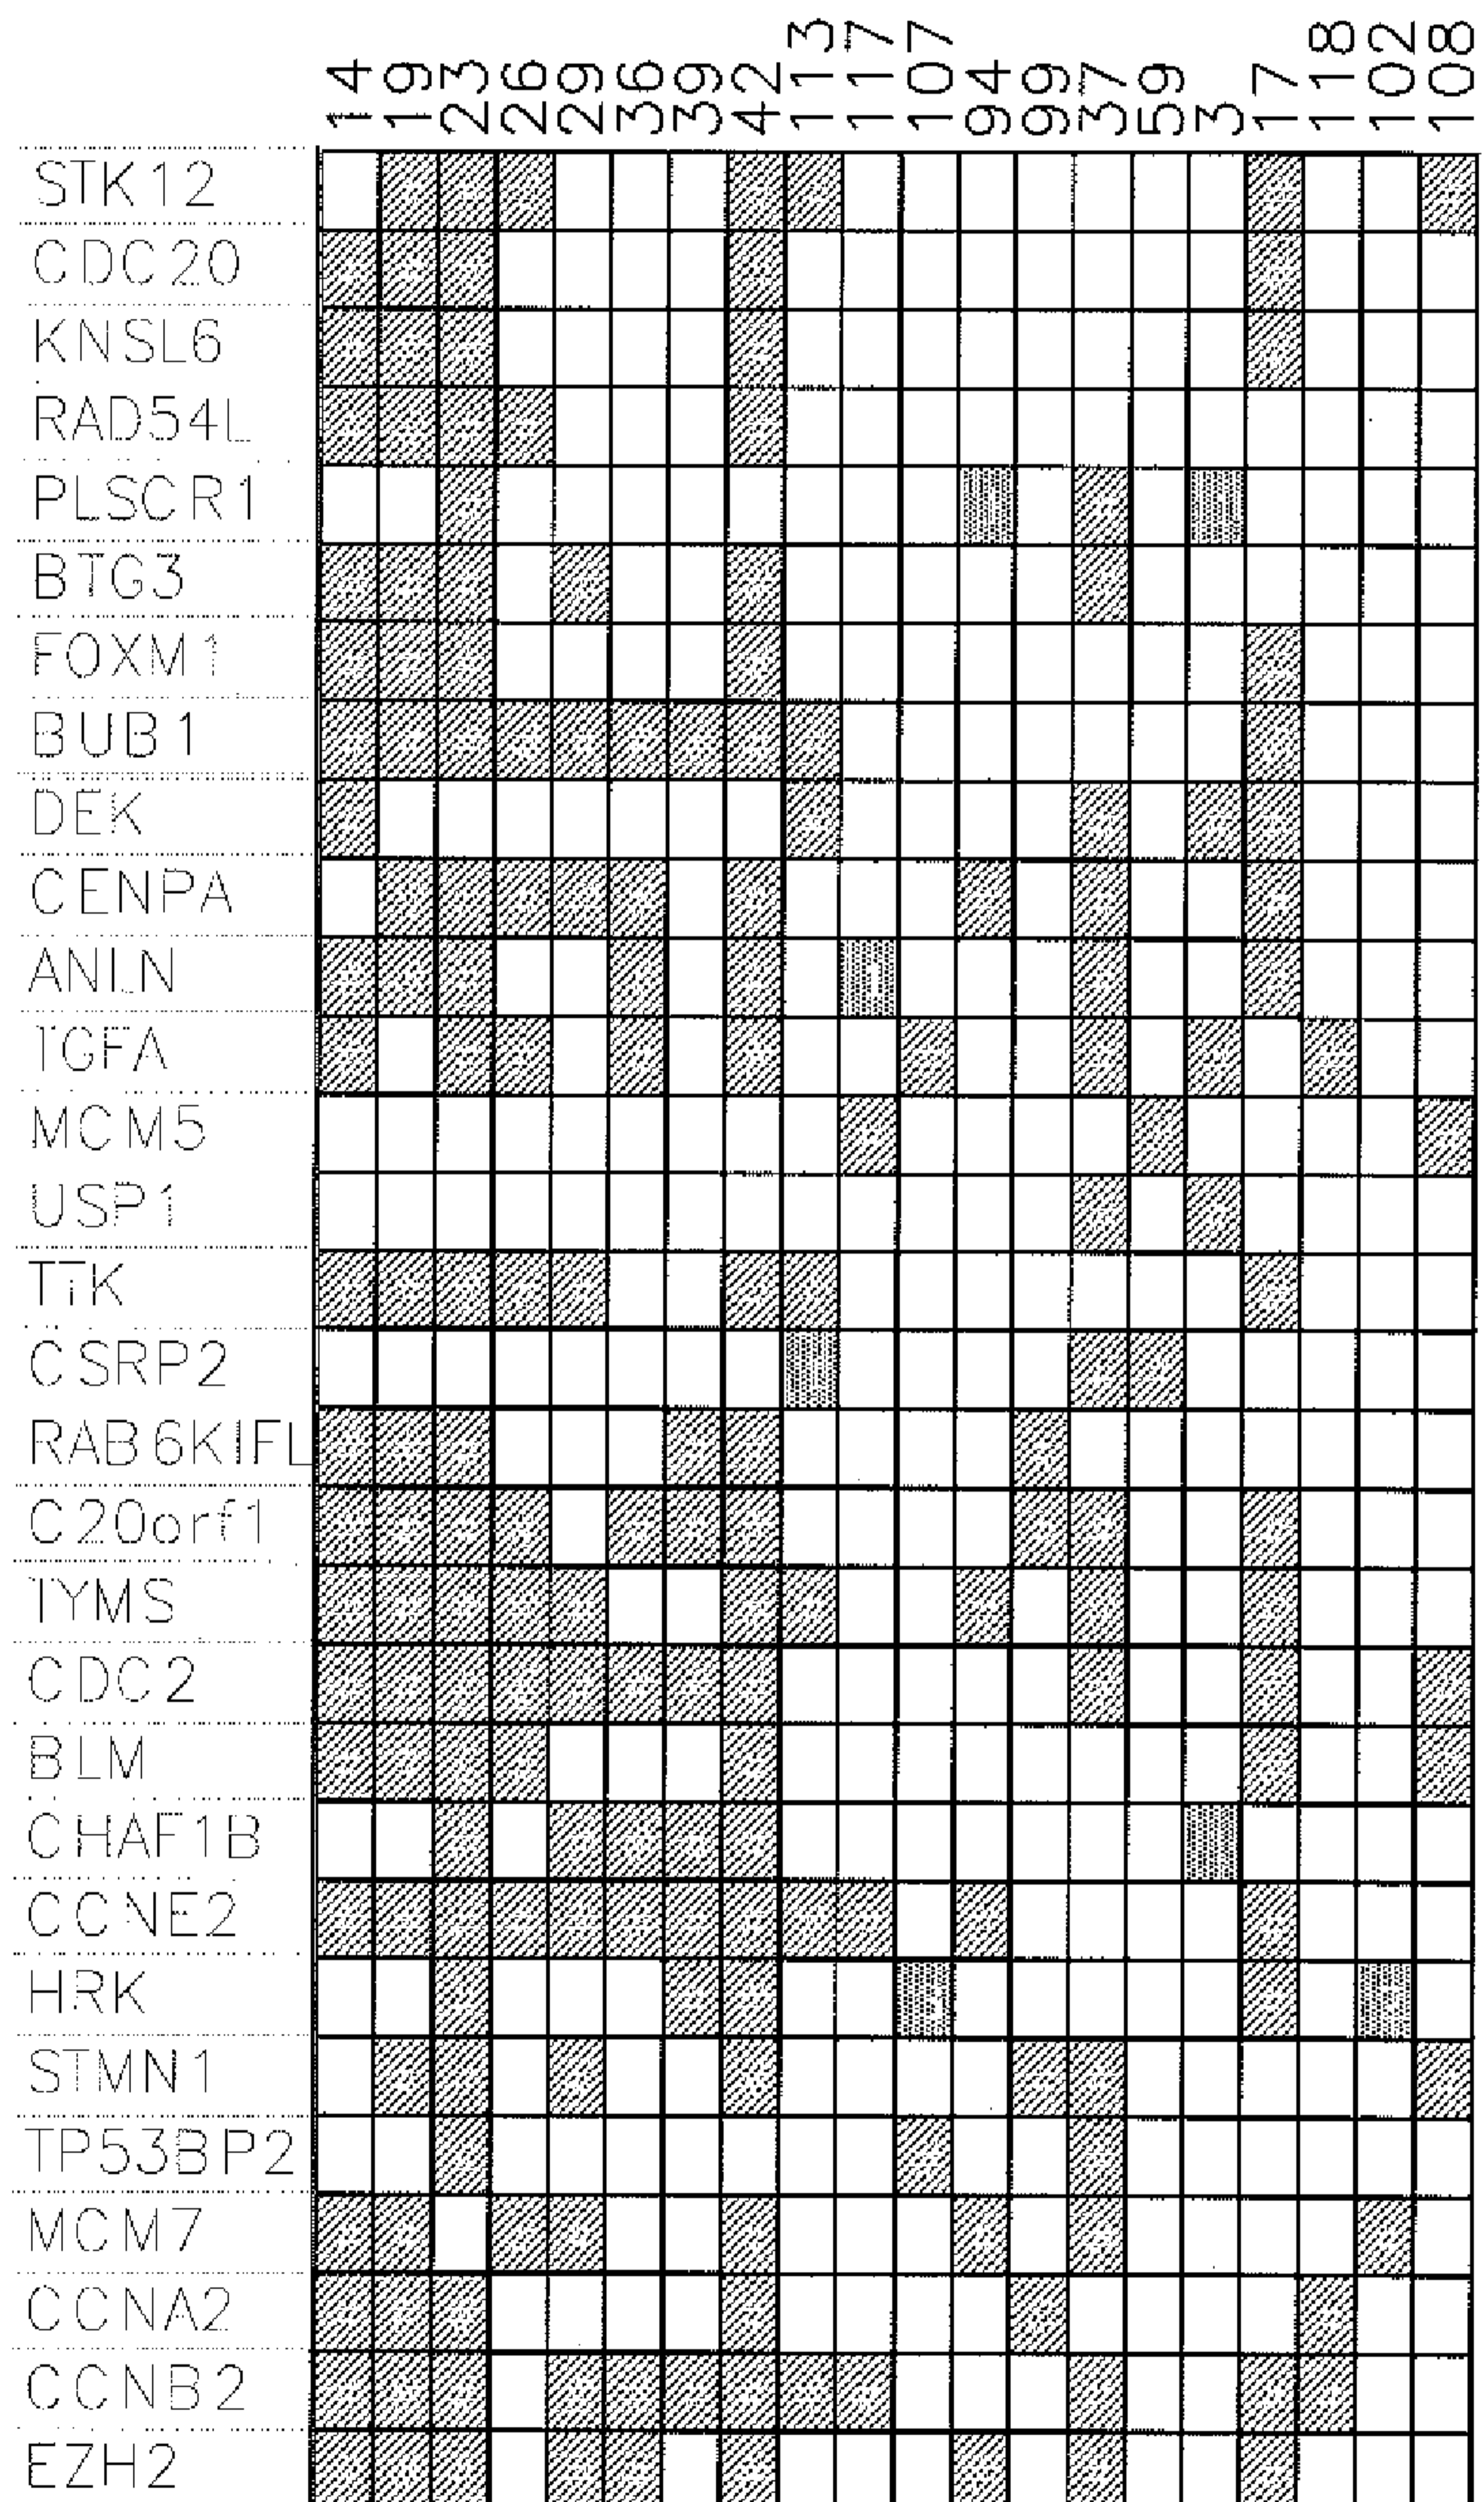 14 19 23 26 29 36 39 42 113 117 107 94 99 37 59 3 17 118 102 108
STK12
CDC20
KNSL6
RAD54L
PLSCR1
BTG3
FOXM1
BUB1
DEK
CENPA
ANLN
TGFA
MCM5
USP1
TTK
CSRP2
RAB6KIFL
C20orf1
TYMS
CDC2
BLM
CHAF1B
CCNE2
HRK
STMN1
TP53BP2
MCM7
CCNA2
CCNB2
EZH2